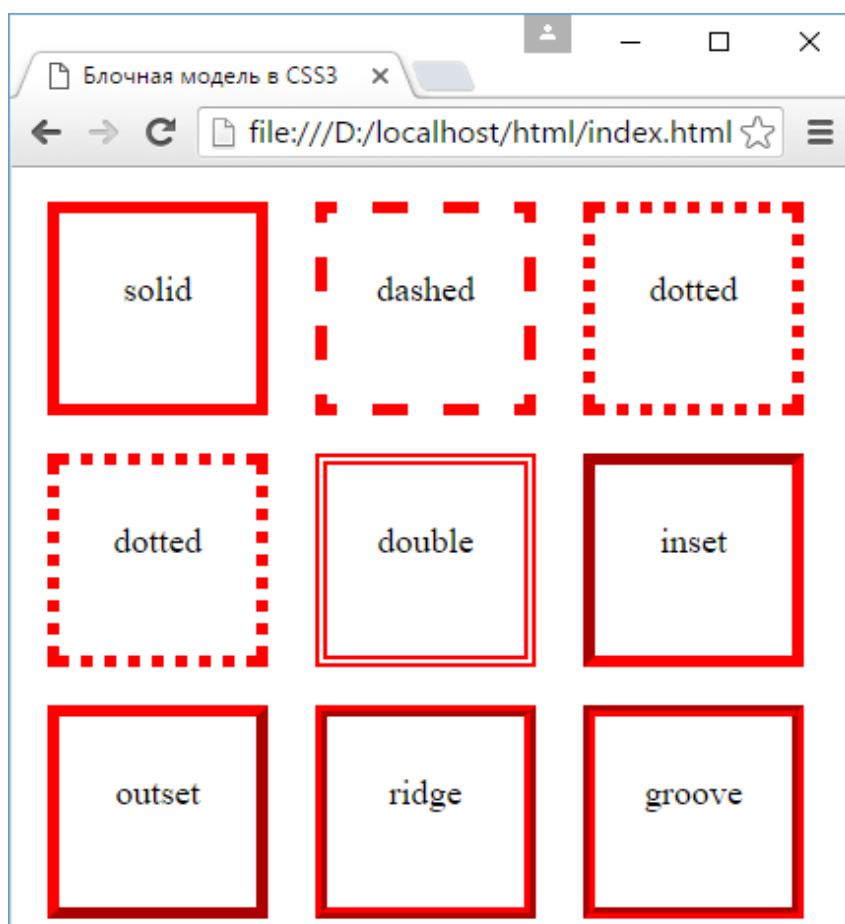 Блочная модель в CSS3
file:///D:/localhost/html/index.html
solid dashed dotted
dotted double inset
outset ridge groove